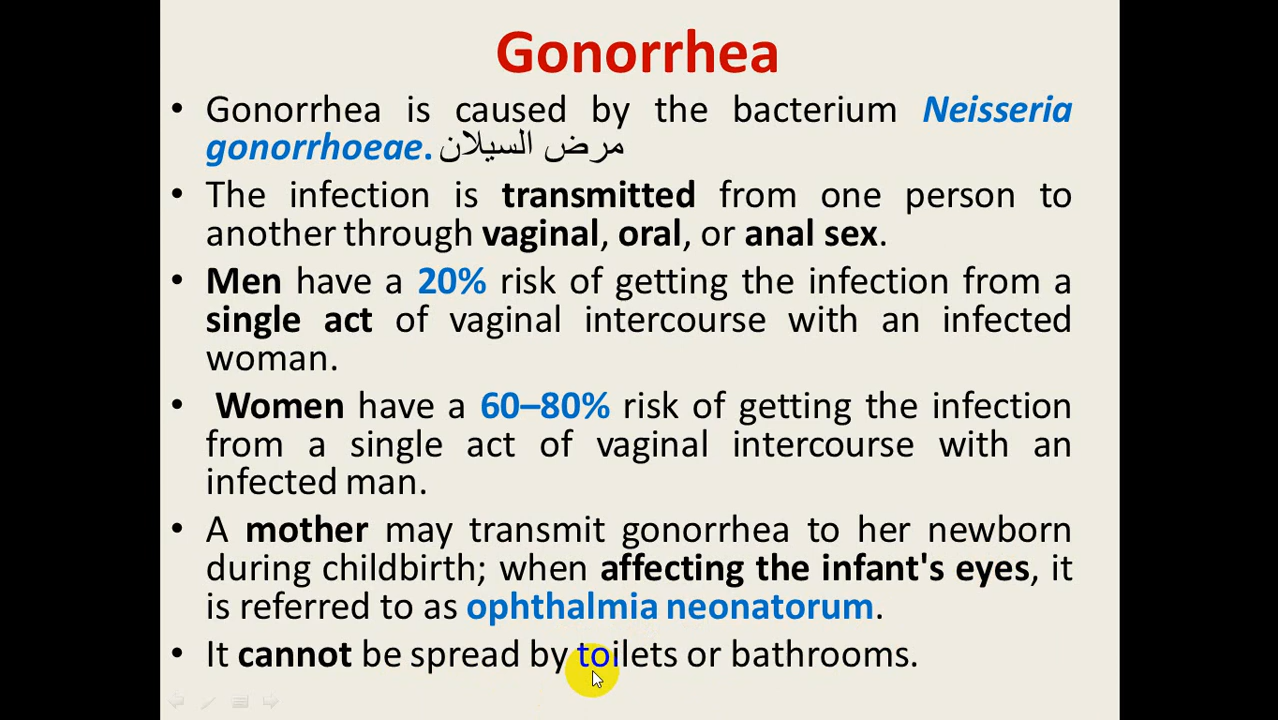 Gonorrhea
• Gonorrhea is caused by the bacterium Neisseria
gonorrhoeae. مرض السيلان
• The infection is transmitted from one person to
another through vaginal, oral, or anal sex.
• Men have a 20% risk of getting the infection from a
single act of vaginal intercourse with an infected
woman.
• Women have a 60–80% risk of getting the infection
from a single act of vaginal intercourse with an
infected man.
• A mother may transmit gonorrhea to her newborn
during childbirth; when affecting the infant's eyes, it
is referred to as ophthalmia neonatorum.
• It cannot be spread by toilets or bathrooms.